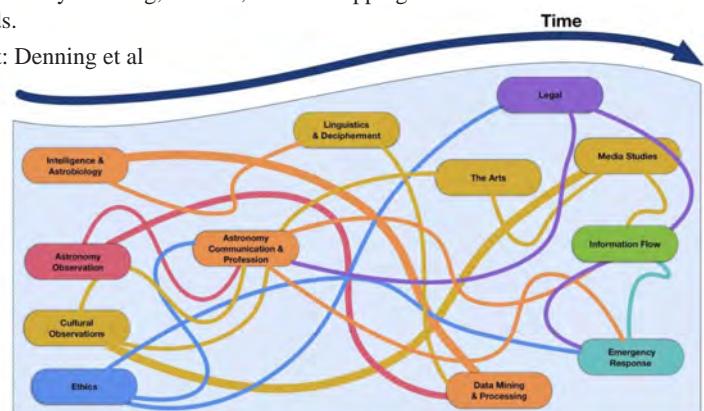 ds.
: Denning et al
Time
Legal
Linguistics
& Decipherment
Intelligence &
Astrobiology
Media Studies
The Arts
Astronomy
Observation
Astronomy
Communication &
Profession
Information Flow
Cultural
Observations
Emergency
Response
Ethics
Data Mining
& Processing